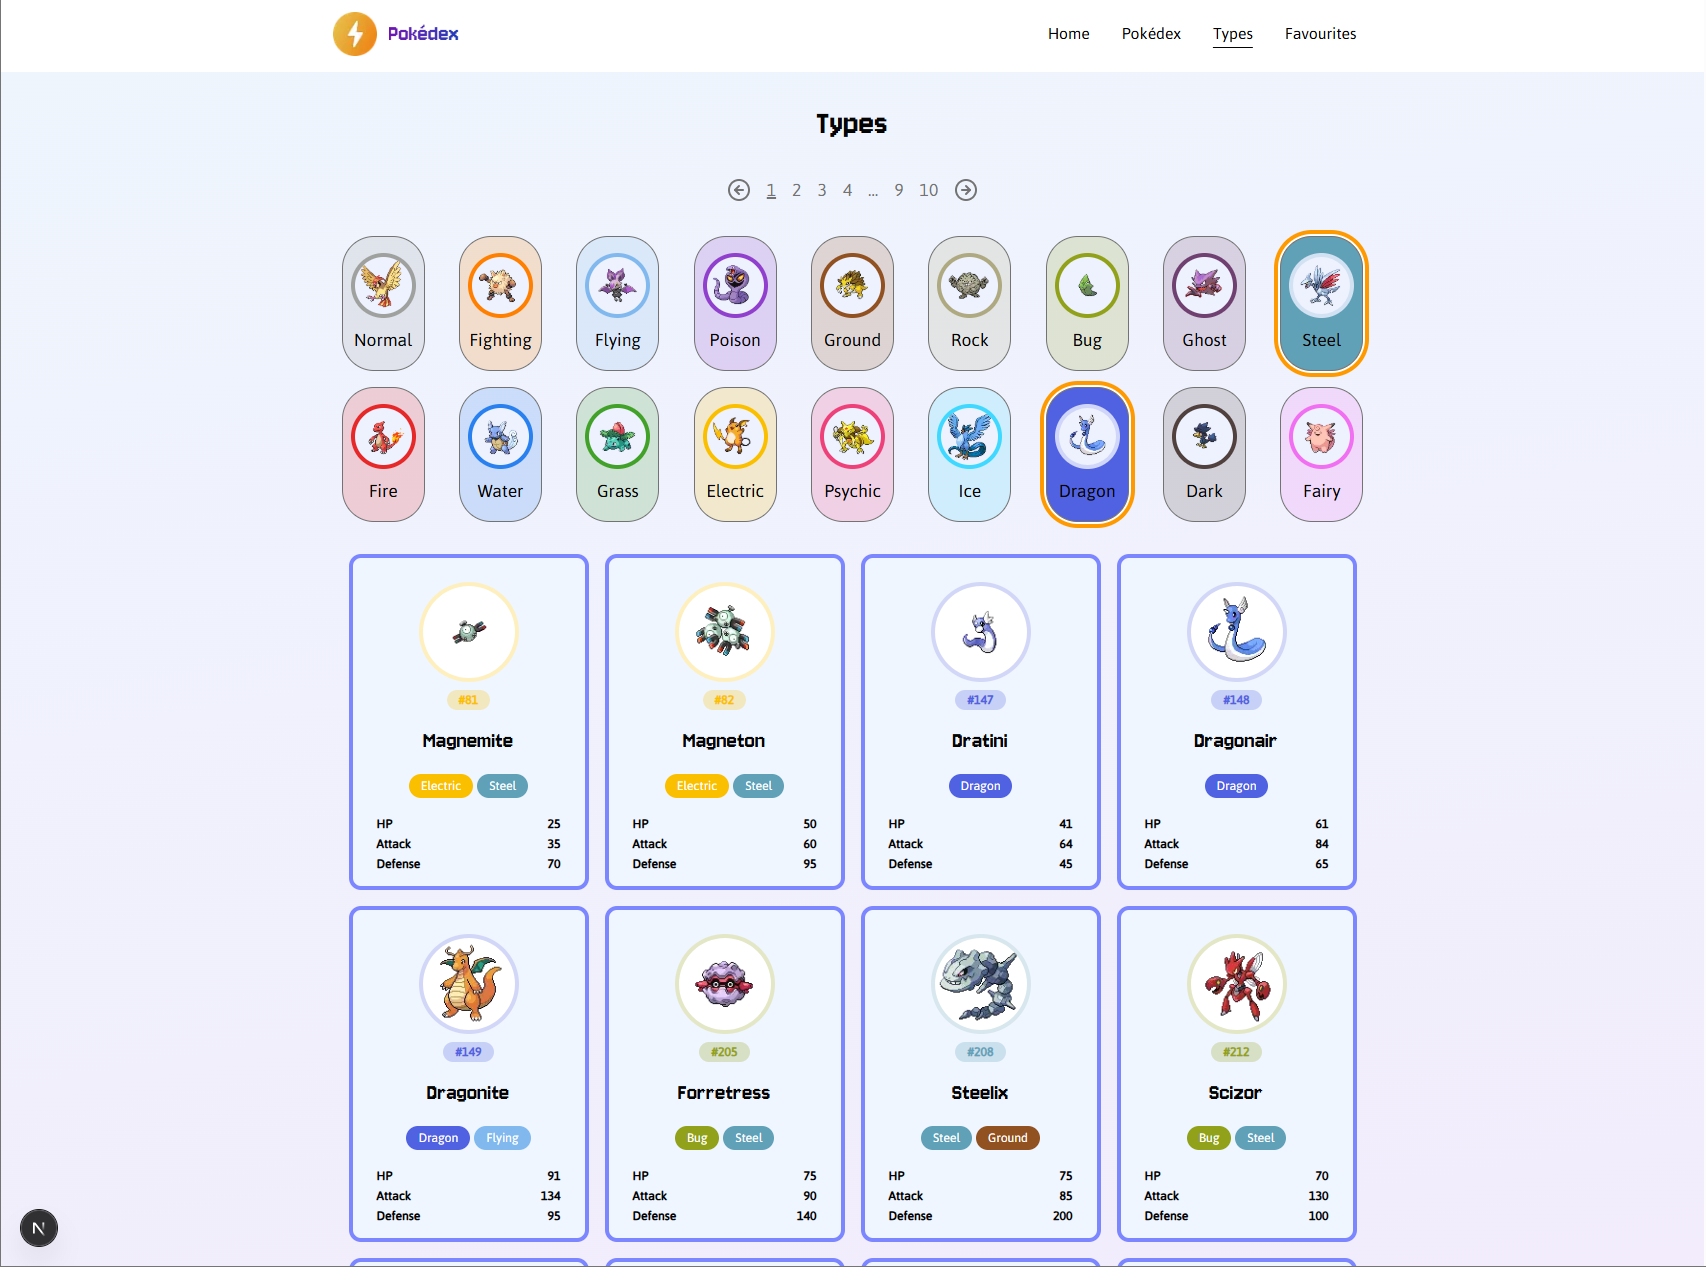 Pokédex Home Pokédex Types Favourites
Types
1 2 3 4 ... 9 10
Normal Fighting Flying Poison Ground Rock Bug Ghost Steel
Fire Water Grass Electric Psychic Ice Dragon Dark Fairy
#81 #82 #147 #148
Magnemite Magneton Dratini Dragonair
Electric Steel Electric Steel Dragon Dragon
HP 25 HP 50 HP 41 HP 61
Attack 35 Attack 60 Attack 64 Attack 84
Defense 70 Defense 95 Defense 45 Defense 65
#149 #205 #208 #212
Dragonite Forretress Steelix Scizor
Dragon Flying Bug Steel Steel Ground Bug Steel
HP 91 HP 75 HP 75 HP 70
Attack 134 Attack 90 Attack 85 Attack 130
Defense 95 Defense 140 Defense 200 Defense 100
N